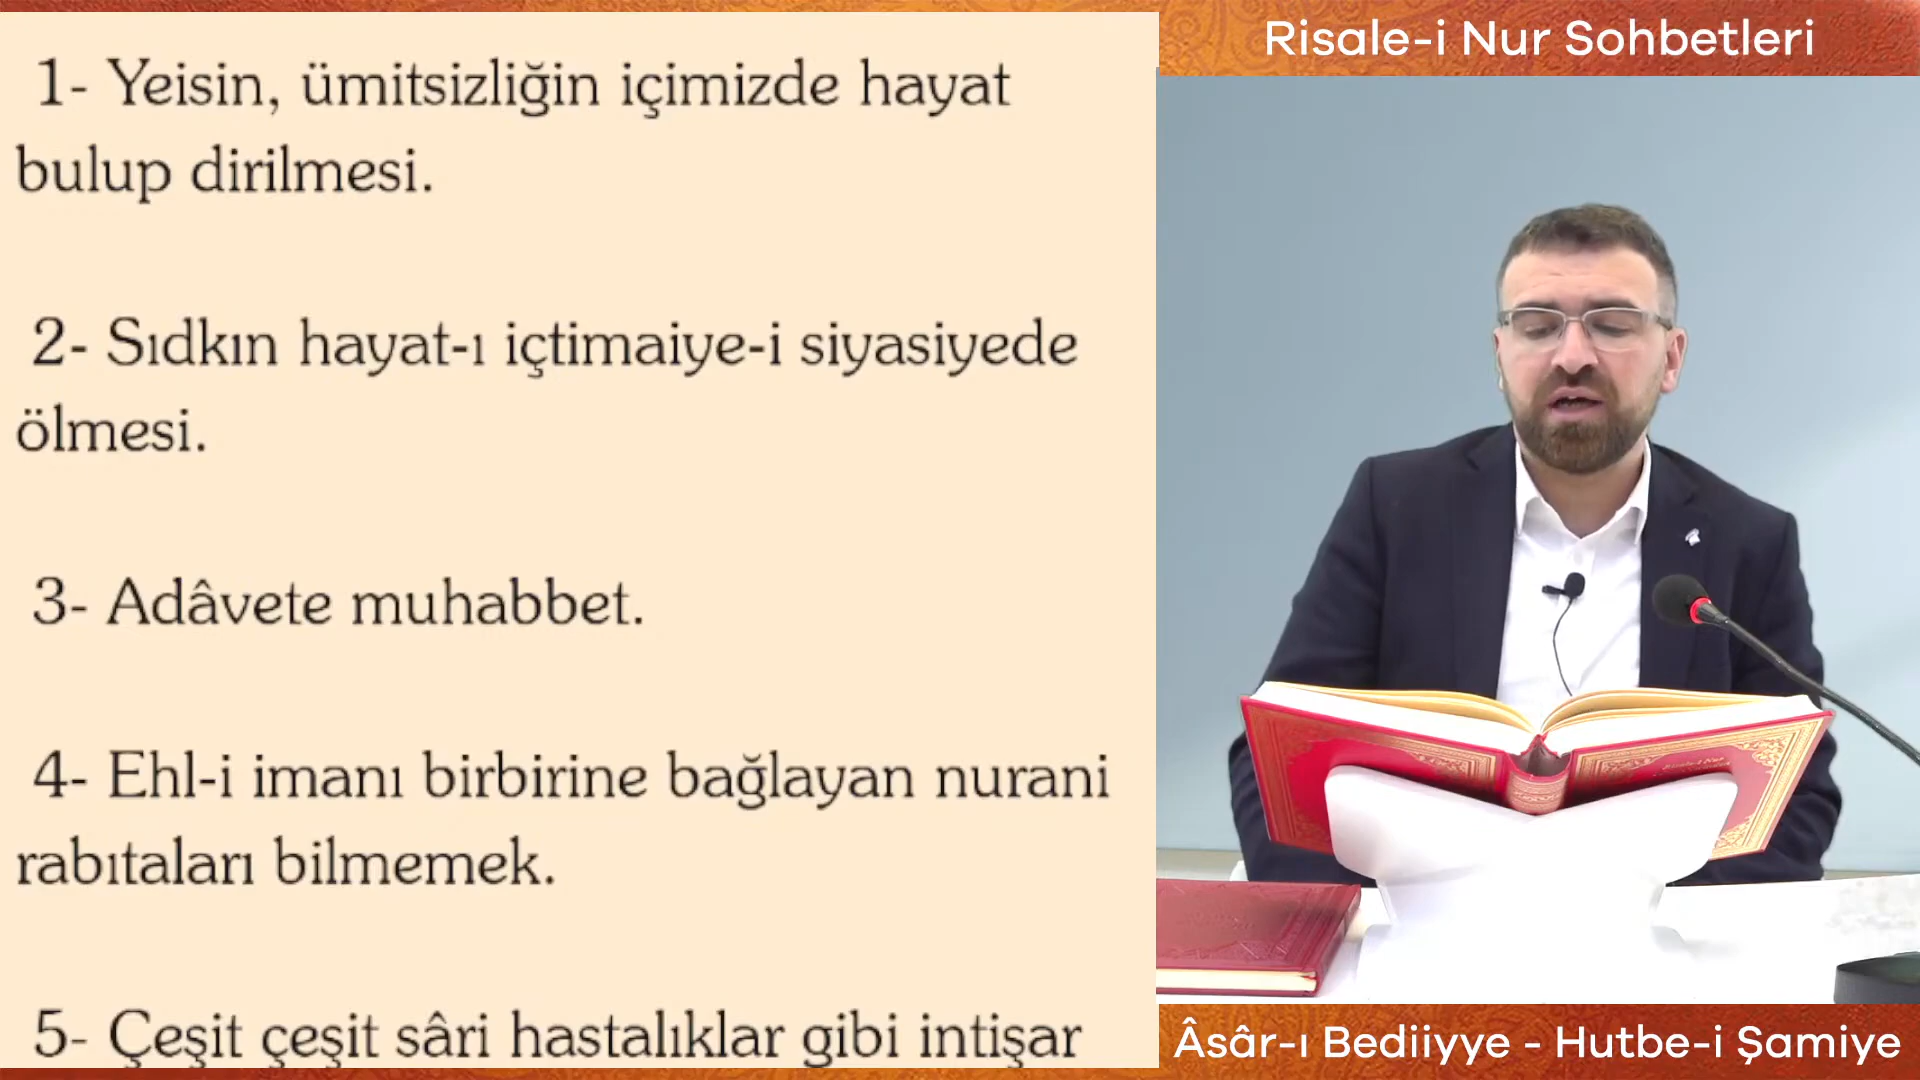 Risale-i Nur Sohbetleri
1- Yeisin, ümitsizliğin içimizde hayat
bulup dirilmesi.
2- Sıdkın hayat-ı içtimaiye-i siyasiyede
ölmesi.
3- Adâvete muhabbet.
4- Ehl-i imanı birbirine bağlayan nurani
rabıtaları bilmemek.
5- Çeşit çeşit sâri hastalıklar gibi intişar
Âsâr-ı Bediiyye - Hutbe-i Şamiye